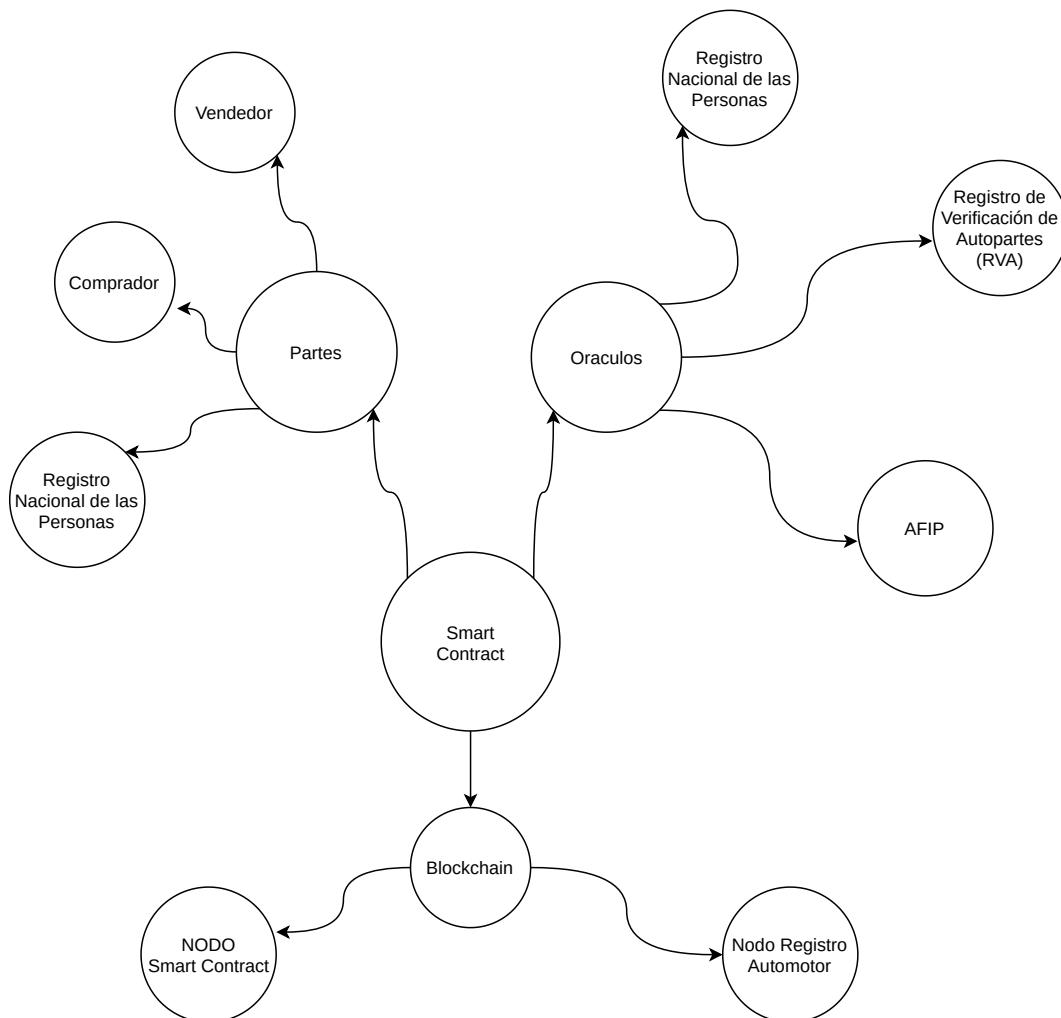 Registro
Nacional de las
Personas
Vendedor
Registro de
Verificación de
Autopartes
(RVA)
Comprador
Partes
Oraculos
Registro
Nacional de las
Personas
AFIP
Smart
Contract
Blockchain
NODO
Smart Contract
Nodo Registro
Automotor